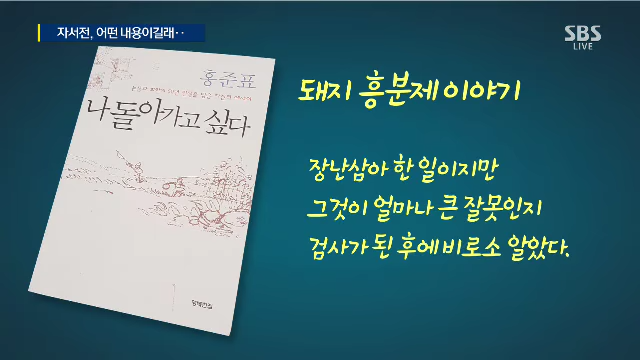 자서전, 어떤 내용이길래··
SBS
LIVE
홍준표
나 돌아가고 싶다
돼지 흥분제 이야기
장난삼아 한 일이지만
그것이 얼마나 큰 잘못인지
검사가 된 후에 비로소 알았다.